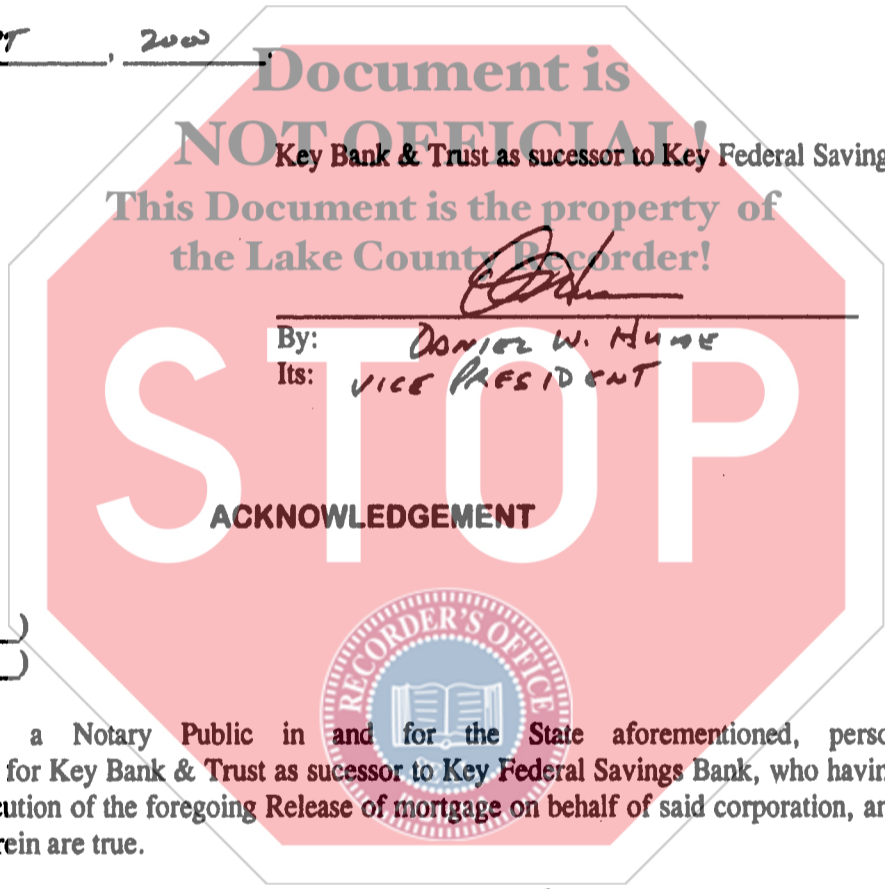 PT, 2000.
Document is
NOT OFFICIAL!
Key Bank & Trust as sucessor to Key Federal Saving
This Document is the property of
the Lake County Recorder!
By: DANIEL W. HUME
Its: VICE PRESIDENT
STOP
ACKNOWLEDGEMENT
)
)
RECORDER'S OFFICE
a Notary Public in and for the State aforementioned, perso
for Key Bank & Trust as sucessor to Key Federal Savings Bank, who havin
cution of the foregoing Release of mortgage on behalf of said corporation, an
rein are true.